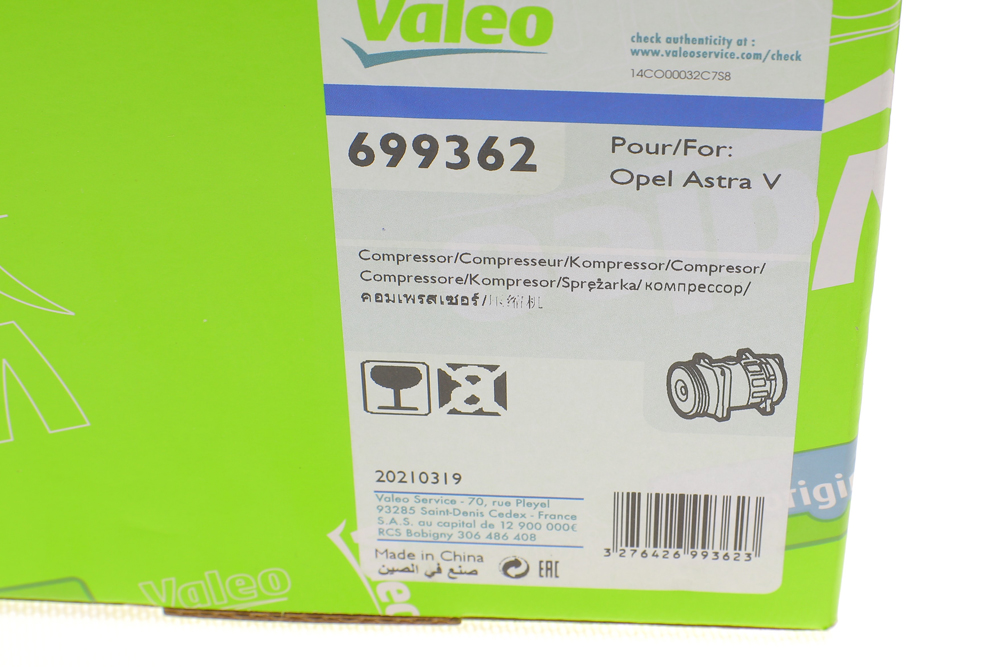 Valeo
check authenticity at :
www.valeoservice.com/check
14CO00032C7S8
699362
Pour/For:
Opel Astra V
Compressor/Compresseur/Kompressor/Compresor/
Compressore/Kompresor/Sprężarka/компрессор/
คอมเพรสเซอร์/压缩机
20210319
Valeo Service - 70, rue Pleyel
93285 Saint-Denis Cedex - France
S.A.S. au capital de 12 900 000€
RCS Bobigny 306 486 408
Made in China
صنع في الصين
EAC
3 276426 993623
Valeo